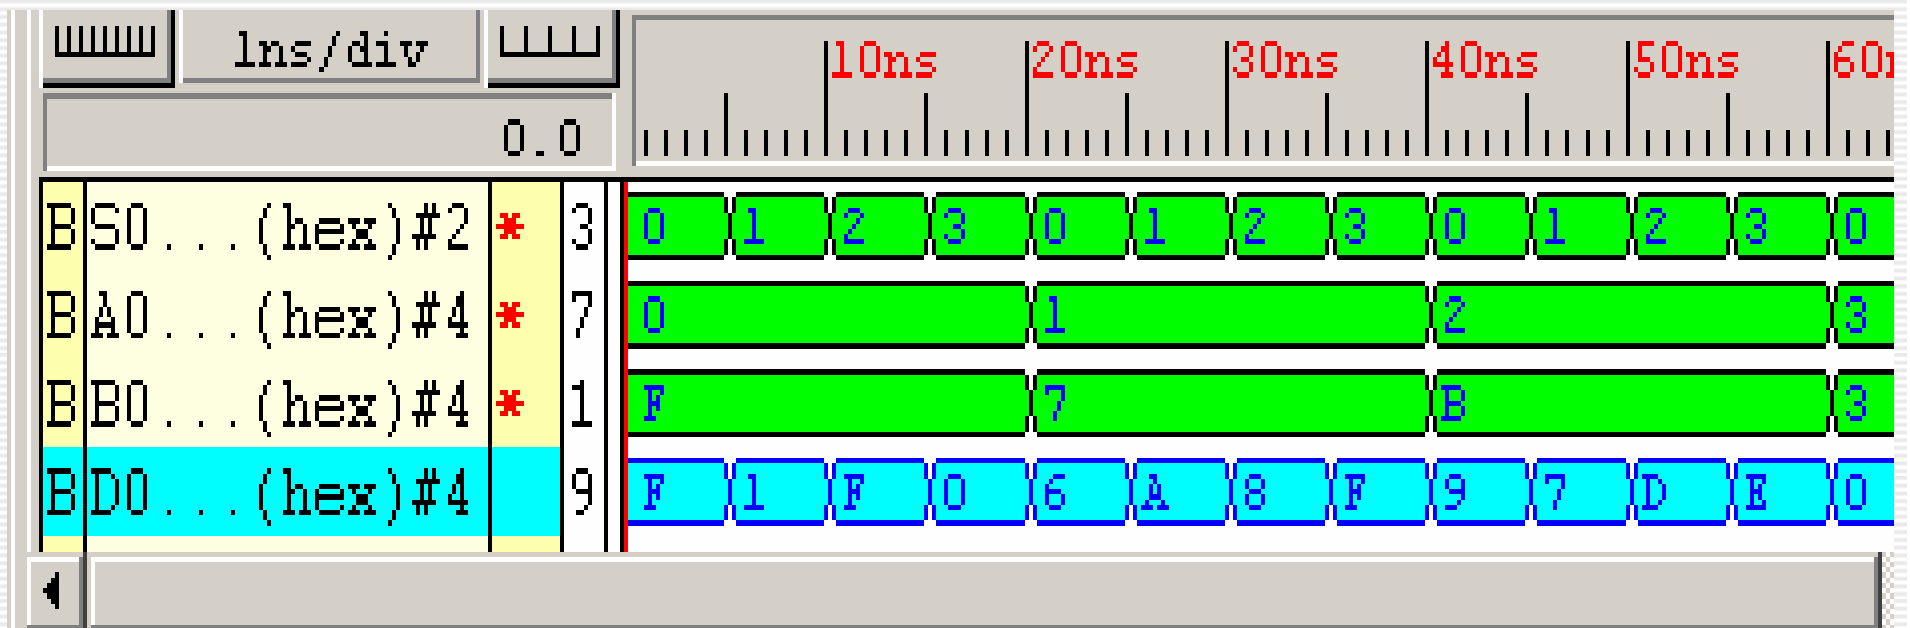 1ns/div
10ns 20ns 30ns 40ns 50ns 60n
0.0
B S0...(hex)#2 * 3 0 1 2 3 0 1 2 3 0 1 2 3 0
B A0...(hex)#4 * 7 0 1 2 3
B B0...(hex)#4 * 1 F 7 B 3
B D0...(hex)#4 9 F 1 F 0 6 A 8 F 9 7 D E 0